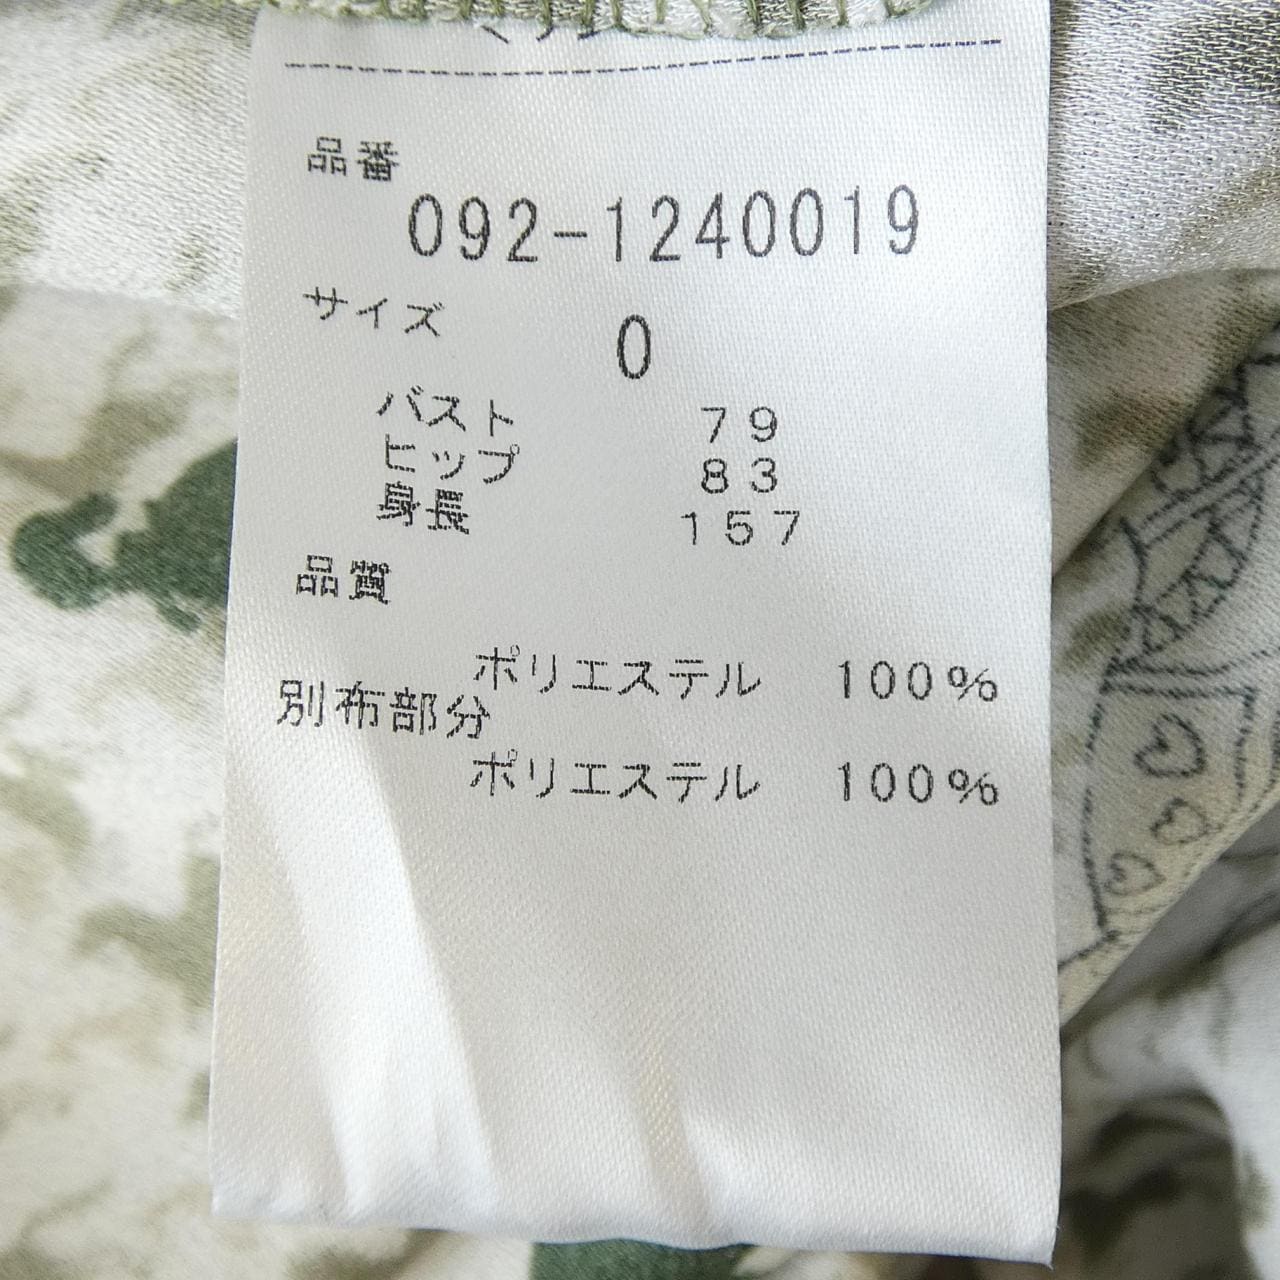 品番
092-1240019
サイズ 0
バスト 79
ヒップ 83
身長 157
品質
ポリエステル 100%
別布部分
ポリエステル 100%